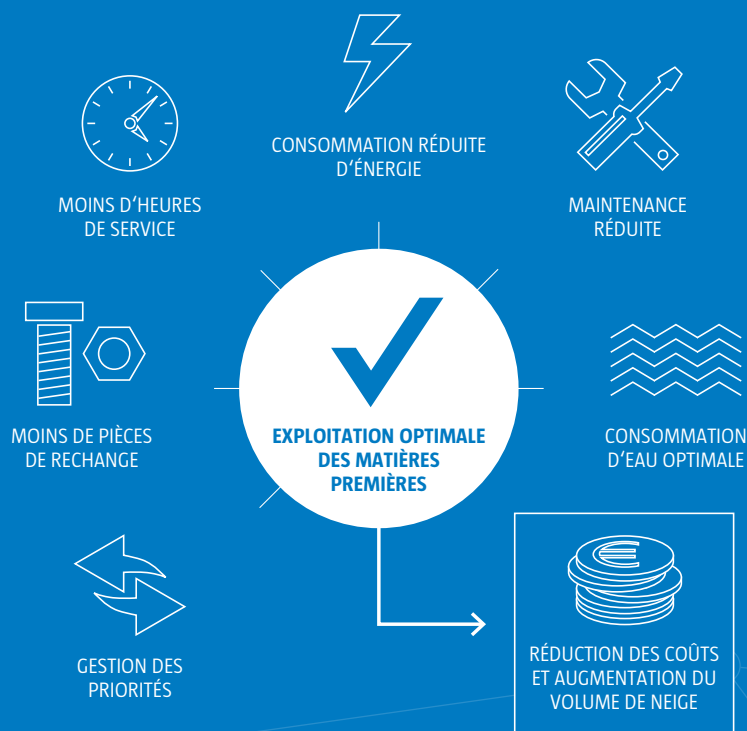 CONSOMMATION RÉDUITE
D‘ÉNERGIE
MOINS D‘HEURES
DE SERVICE
MAINTENANCE
RÉDUITE
MOINS DE PIÈCES
DE RECHANGE
EXPLOITATION OPTIMALE
DES MATIÈRES
PREMIÈRES
CONSOMMATION
D‘EAU OPTIMALE
GESTION DES
PRIORITÉS
€
RÉDUCTION DES COÛTS
ET AUGMENTATION DU
VOLUME DE NEIGE